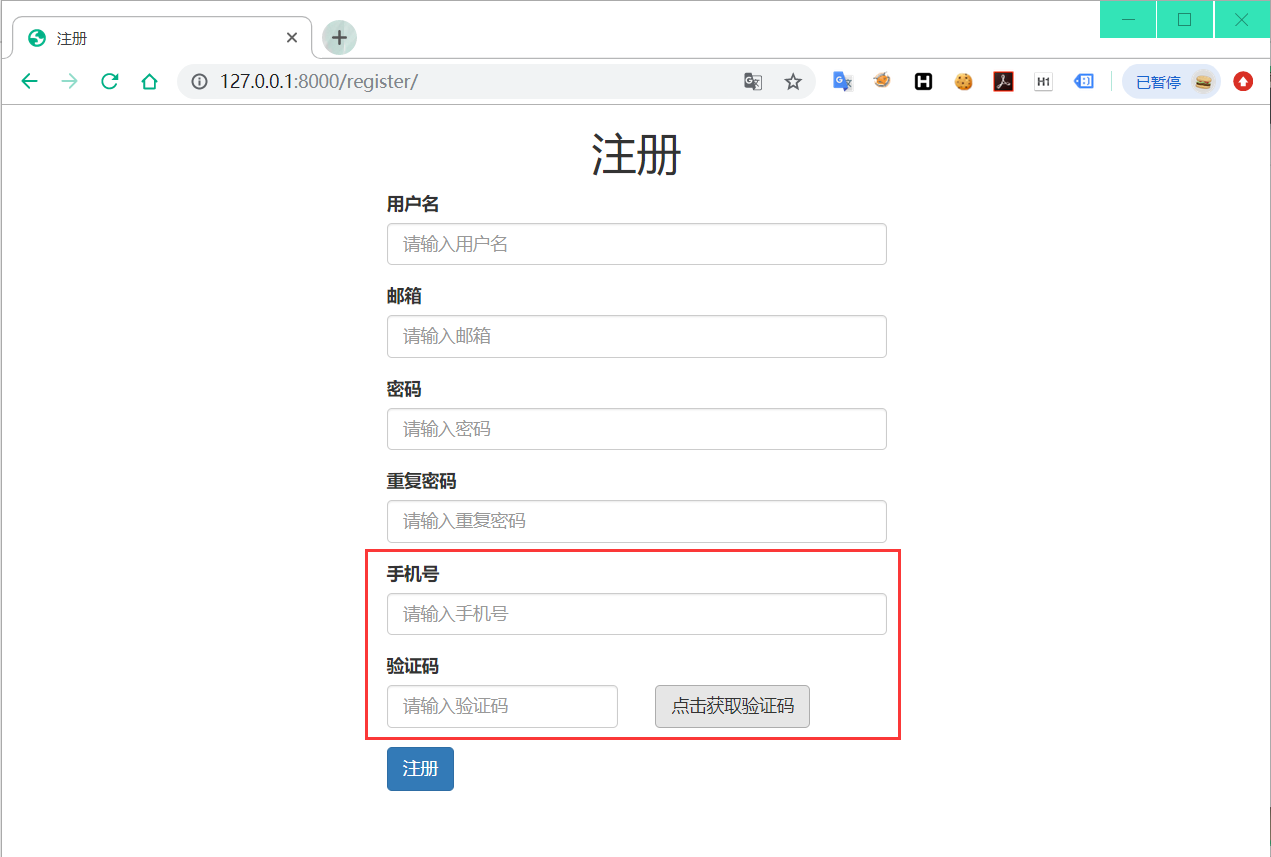 注册
127.0.0.1:8000/register/
H1
已暂停
注册
用户名
请输入用户名
邮箱
请输入邮箱
密码
请输入密码
重复密码
请输入重复密码
手机号
请输入手机号
验证码
请输入验证码 点击获取验证码
注册